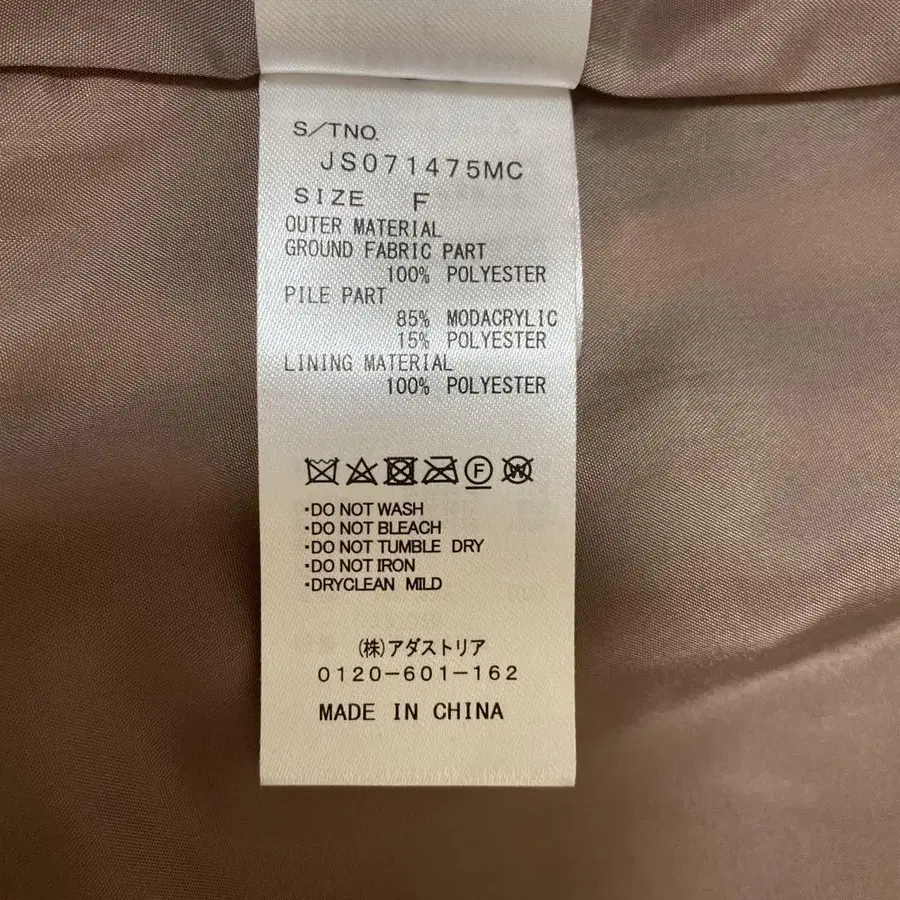 S/TNO.
JS071475MC
SIZE F
OUTER MATERIAL
GROUND FABRIC PART
100% POLYESTER
PILE PART
85% MODACRYLIC
15% POLYESTER
LINING MATERIAL
100% POLYESTER
F W
・DO NOT WASH
・DO NOT BLEACH
・DO NOT TUMBLE DRY
・DO NOT IRON
・DRYCLEAN MILD
(株)アダストリア
0120-601-162
MADE IN CHINA